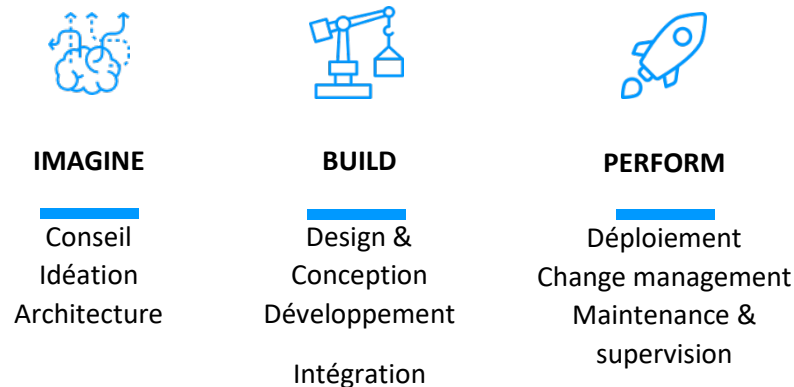 IMAGINE
Conseil
Idéation
Architecture
BUILD
Design &
Conception
Développement
Intégration
PERFORM
Déploiement
Change management
Maintenance &
supervision